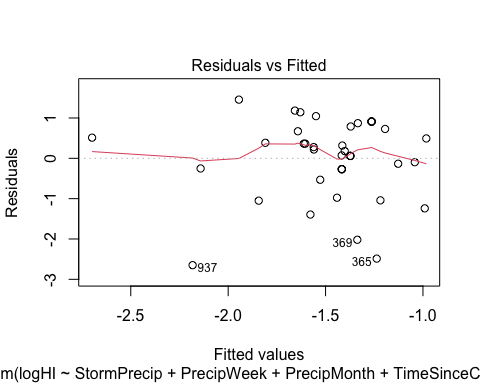 Residuals vs Fitted
Residuals
1
0
-1
-2
-3
369
365
937
-2.5 -2.0 -1.5 -1.0
Fitted values
m(logHI ~ StormPrecip + PrecipWeek + PrecipMonth + TimeSinceC